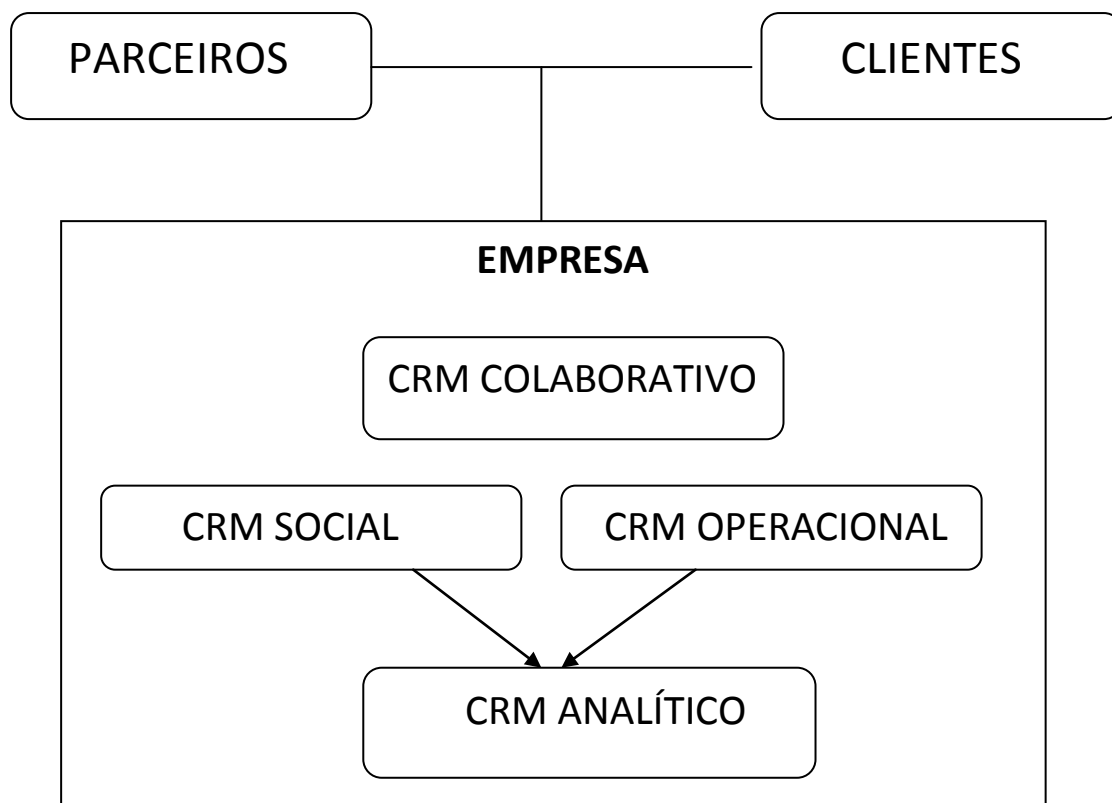 PARCEIROS
CLIENTES
EMPRESA
CRM COLABORATIVO
CRM SOCIAL
CRM OPERACIONAL
CRM ANALÍTICO